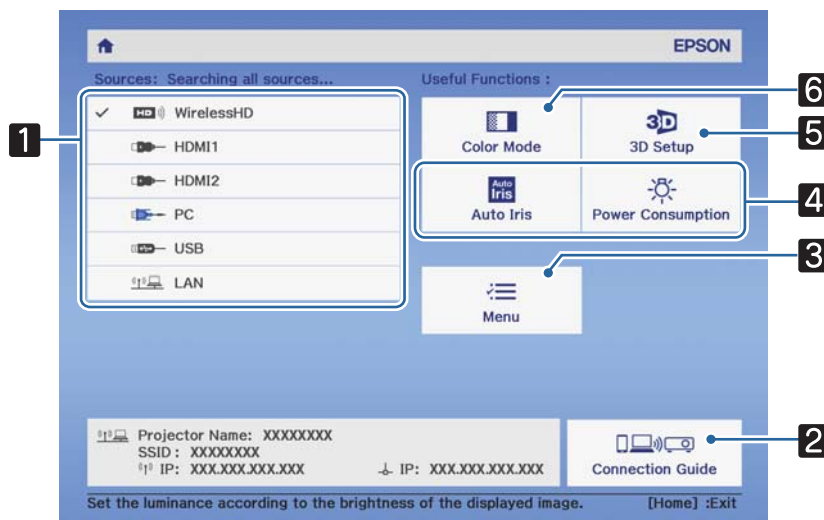 EPSON
Sources: Searching all sources...
Useful Functions :
1
HD WirelessHD
HDMI1
HDMI2
PC
USB
LAN
Color Mode
6
3D
3D Setup
5
Auto
Iris
Auto Iris
Power Consumption
4
Menu
3
Projector Name: XXXXXXXX
SSID : XXXXXXXX
IP: XXX.XXX.XXX.XXX IP: XXX.XXX.XXX.XXX
Connection Guide
2
Set the luminance according to the brightness of the displayed image. [Home] :Exit